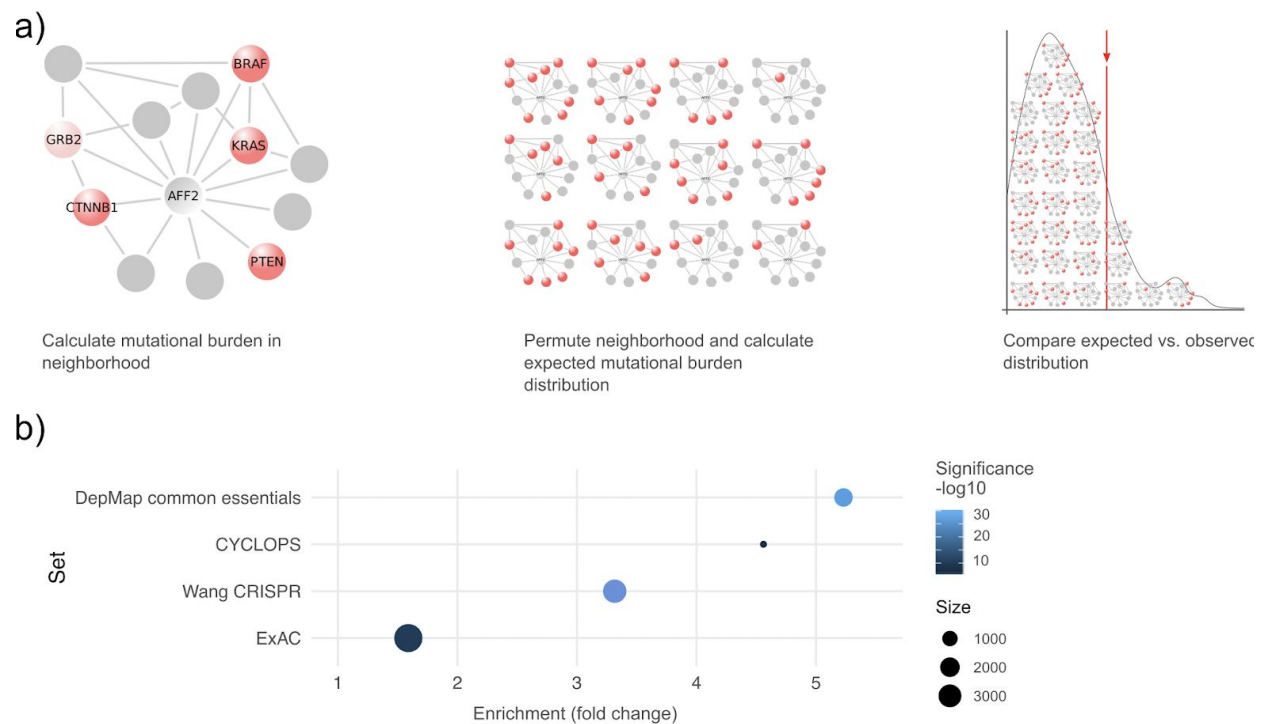 a)
BRAF
GRB2
KRAS
AFF2
CTNNB1
PTEN
Calculate mutational burden in
neighborhood
Permute neighborhood and calculate
expected mutational burden
distribution
Compare expected vs. observed
distribution
b)
Set
DepMap common essentials
CYCLOPS
Wang CRISPR
ExAC
1 2 3 4 5
Enrichment (fold change)
Significance
-log10
30
20
10
Size
1000
2000
3000